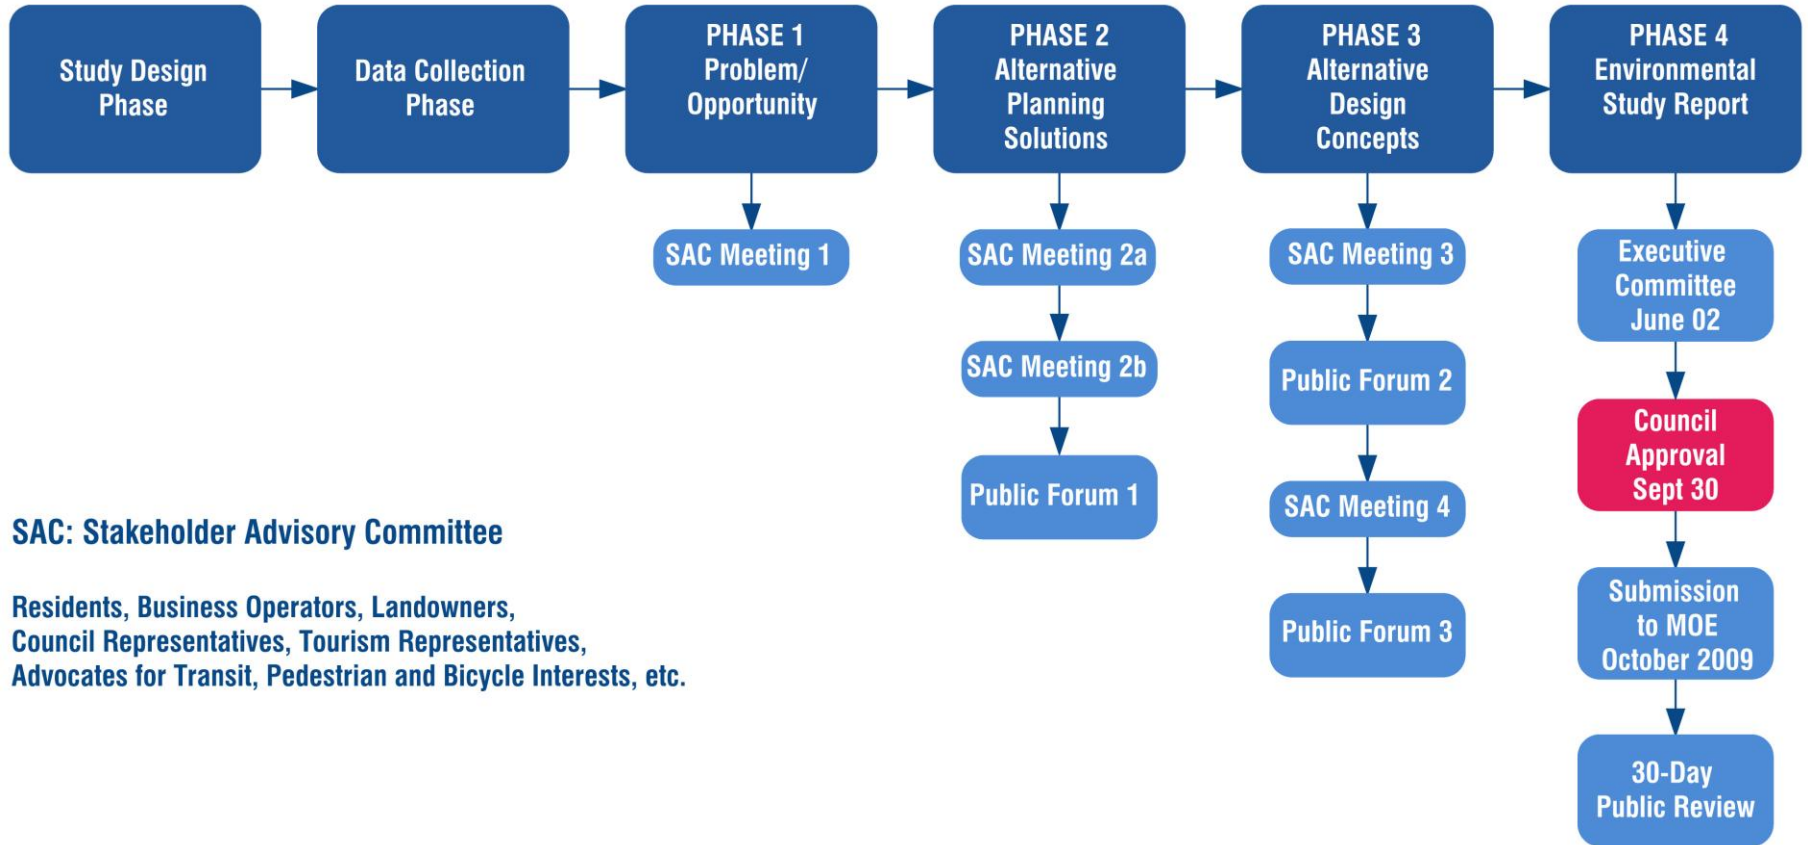 Study Design
Phase
Data Collection
Phase
PHASE 1
Problem/
Opportunity
PHASE 2
Alternative
Planning
Solutions
PHASE 3
Alternative
Design
Concepts
PHASE 4
Environmental
Study Report
SAC Meeting 1
SAC Meeting 2a
SAC Meeting 2b
Public Forum 1
SAC Meeting 3
Public Forum 2
SAC Meeting 4
Public Forum 3
Executive
Committee
June 02
Council
Approval
Sept 30
Submission
to MOE
October 2009
30-Day
Public Review
SAC: Stakeholder Advisory Committee
Residents, Business Operators, Landowners,
Council Representatives, Tourism Representatives,
Advocates for Transit, Pedestrian and Bicycle Interests, etc.